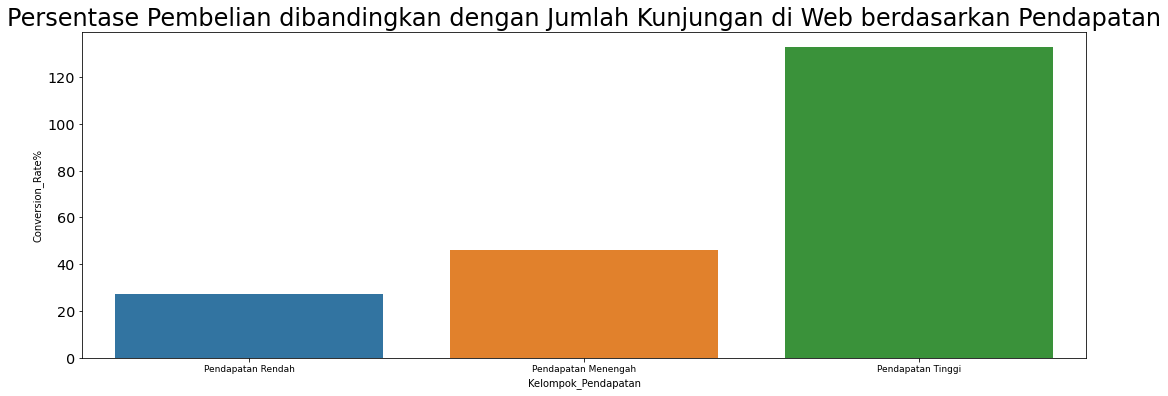 Persentase Pembelian dibandingkan dengan Jumlah Kunjungan di Web berdasarkan Pendapatan
120
100
80
60
40
20
0
Conversion_Rate%
Pendapatan Rendah
Pendapatan Menengah
Pendapatan Tinggi
Kelompok_Pendapatan